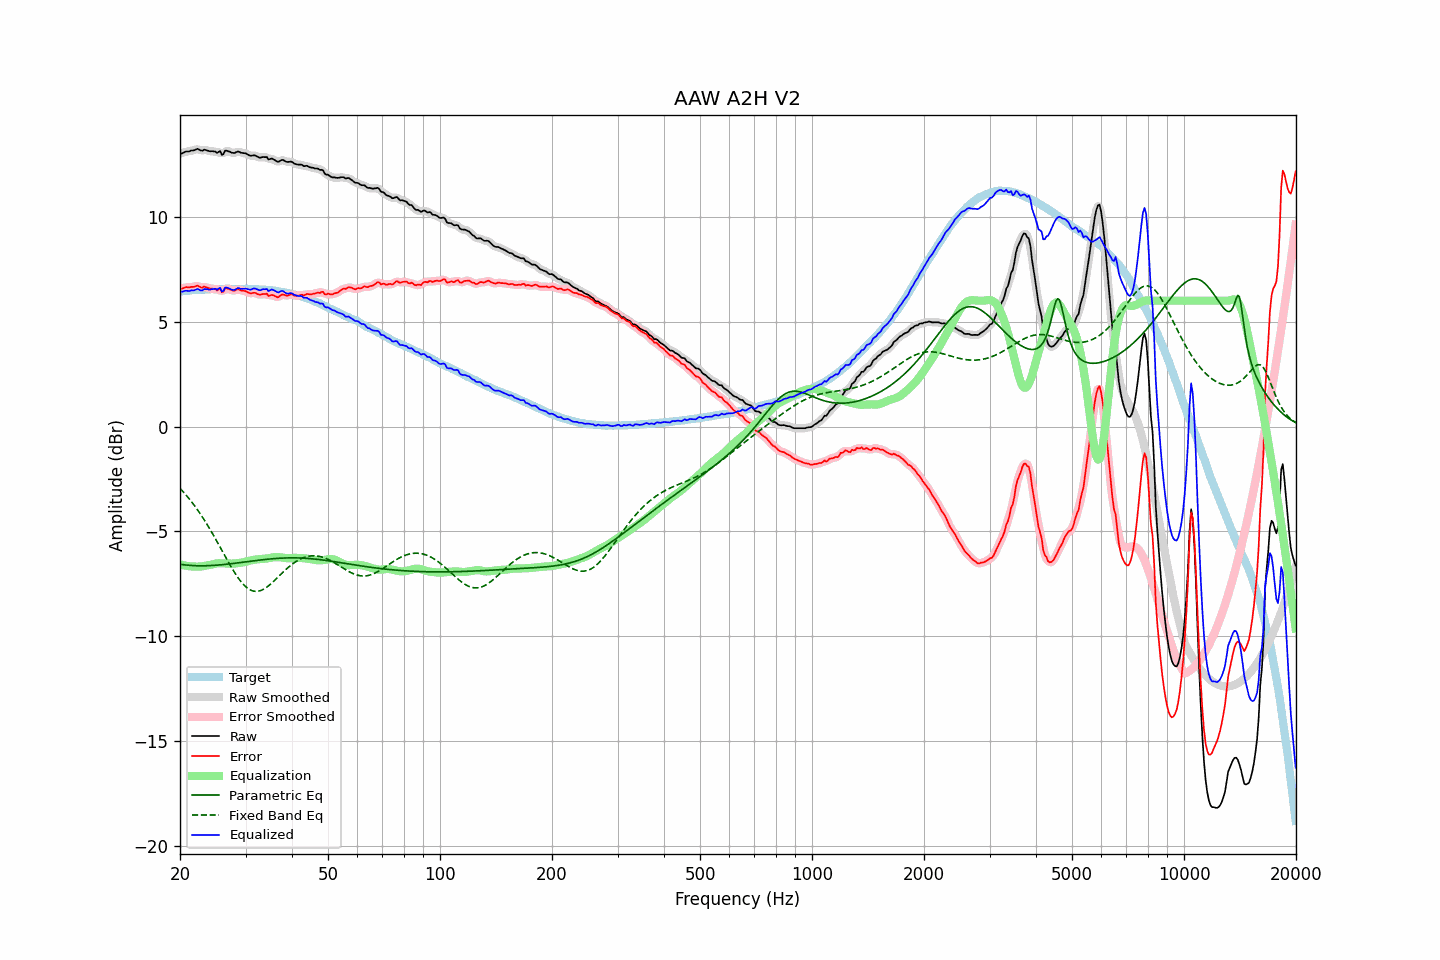 AAW A2H V2
Amplitude (dBr)
10
5
0
−5
−10
−15
−20
Target
Raw Smoothed
Error Smoothed
Raw
Error
Equalization
Parametric Eq
Fixed Band Eq
Equalized
20
50
100
200
500
1000
2000
5000
10000
20000
Frequency (Hz)